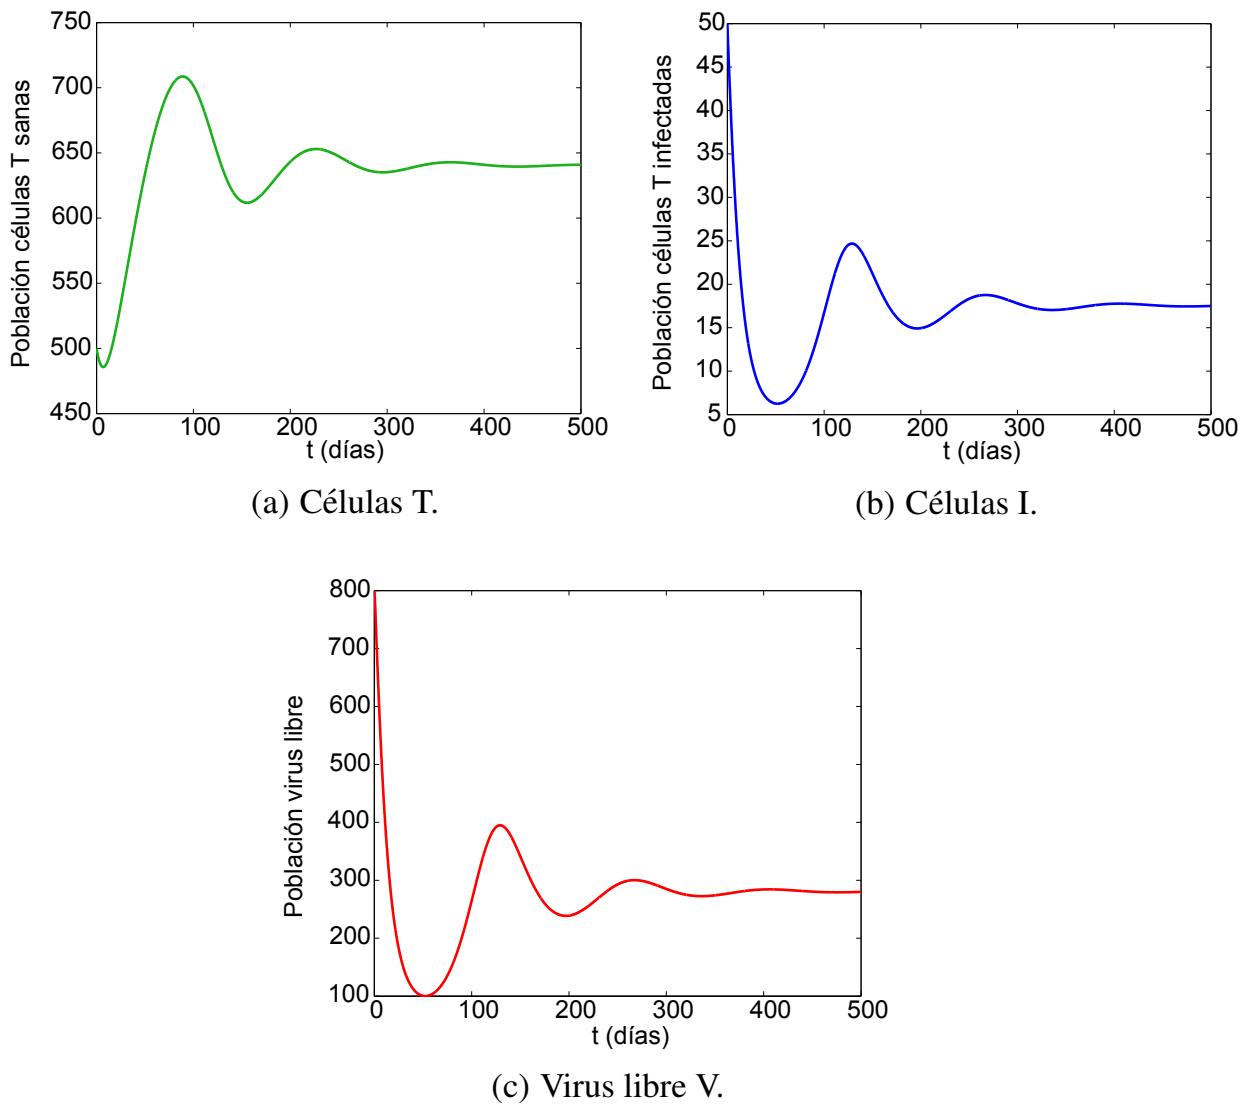 750
700
650
600
550
500
450
0 100 200 300 400 500
t (días)
Población células T sanas
(a) Células T.
50
45
40
35
30
25
20
15
10
5
0 100 200 300 400 500
t (días)
Población células T infectadas
(b) Células I.
800
700
600
500
400
300
200
100
0 100 200 300 400 500
t (días)
Población virus libre
(c) Virus libre V.